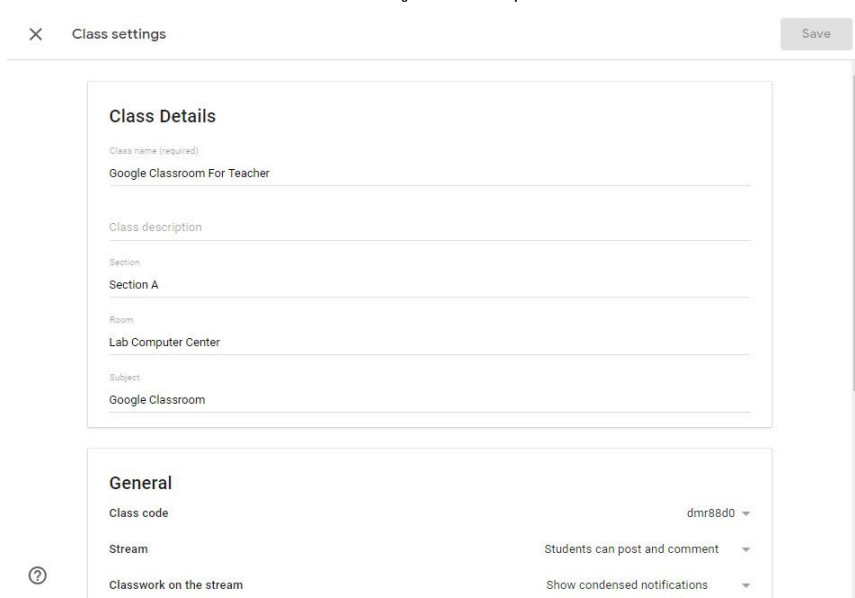 Class settings
Save
Class Details
Class name (required)
Google Classroom For Teacher
Class description
Section
Section A
Room
Lab Computer Center
Subject
Google Classroom
General
Class code dmr88d0
Stream Students can post and comment
Classwork on the stream Show condensed notifications